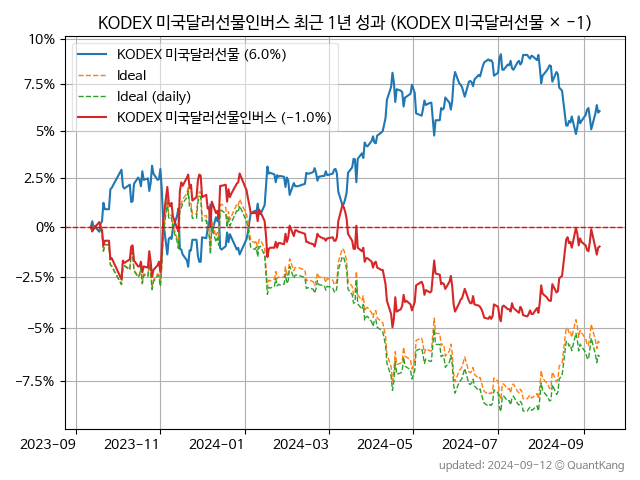 KODEX 미국달러선물인버스 최근 1년 성과 (KODEX 미국달러선물 × −1)
10%
7.5%
5%
2.5%
0%
−2.5%
−5%
−7.5%
KODEX 미국달러선물 (6.0%)
Ideal
Ideal (daily)
KODEX 미국달러선물인버스 (−1.0%)
2023-09
2023-11
2024-01
2024-03
2024-05
2024-07
2024-09
updated: 2024-09-12 © QuantKang